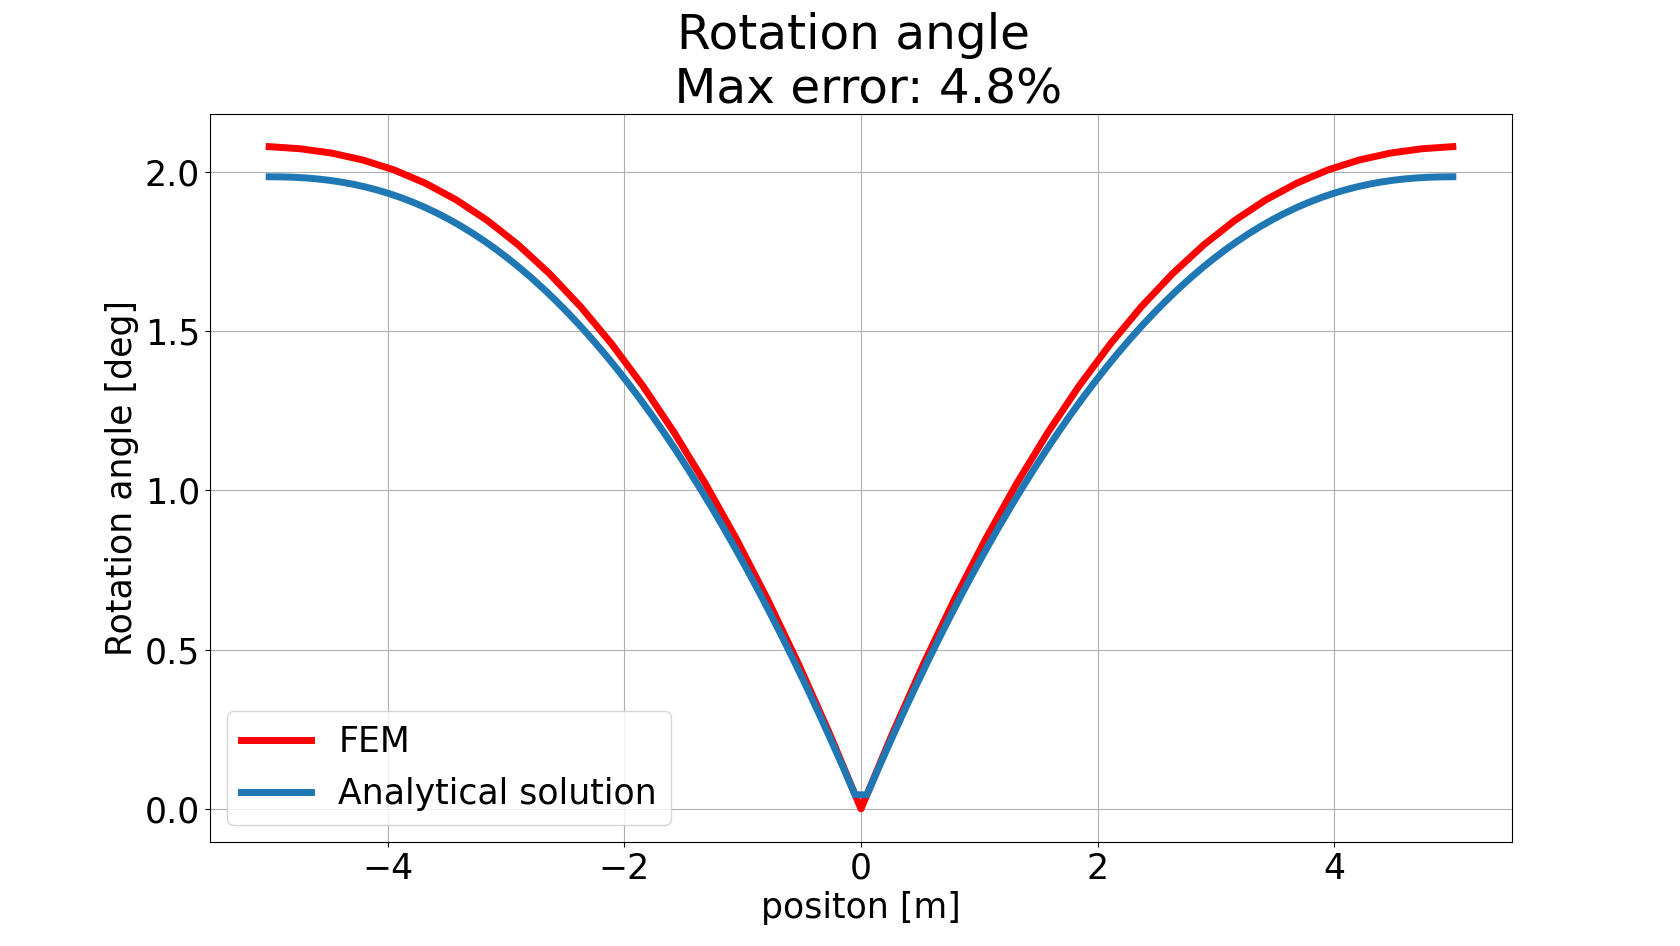 Rotation angle
Max error: 4.8%
Rotation angle [deg]
2.0
1.5
1.0
0.5
0.0
FEM
Analytical solution
−4
−2
0
2
4
positon [m]